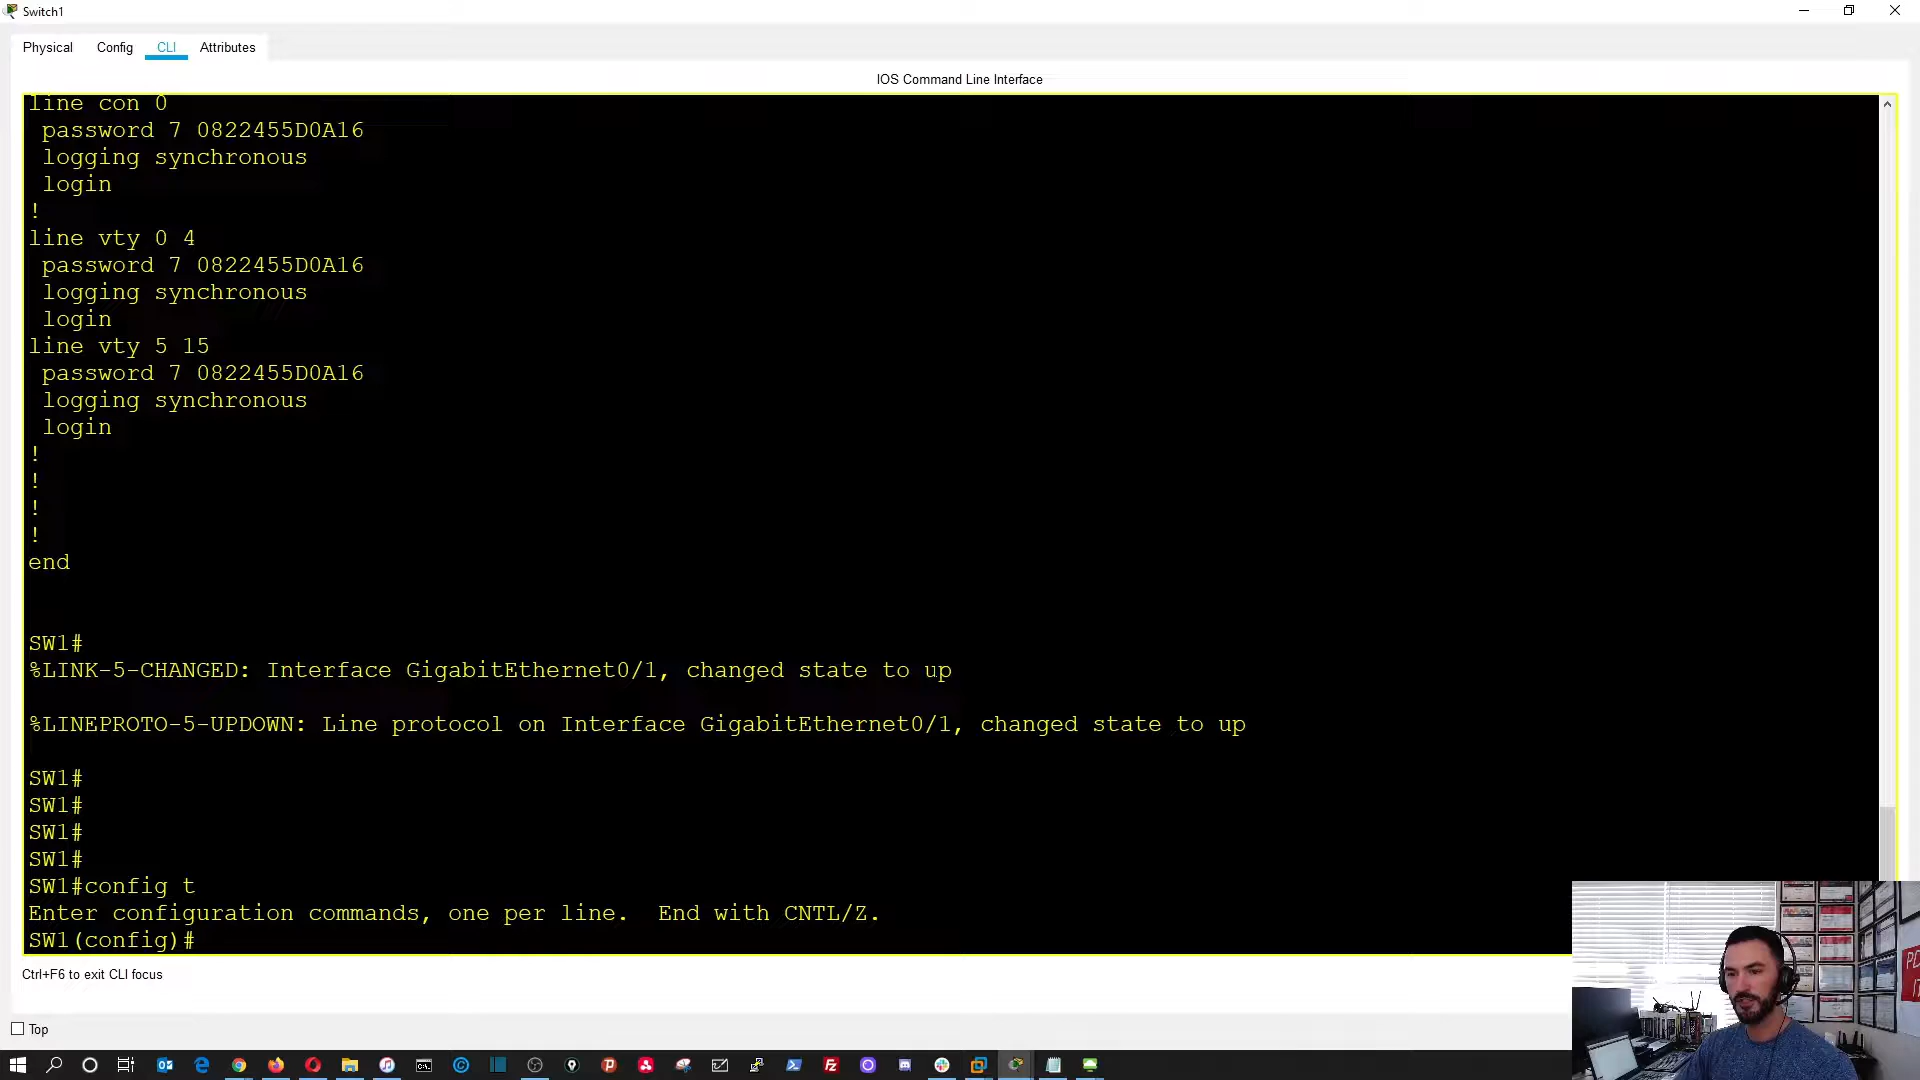 Switch1
Physical Config CLI Attributes
IOS Command Line Interface
line con 0
password 7 0822455D0A16
logging synchronous
login
!
line vty 0 4
password 7 0822455D0A16
logging synchronous
login
line vty 5 15
password 7 0822455D0A16
logging synchronous
login
!
!
!
!
end
SW1#
%LINK-5-CHANGED: Interface GigabitEthernet0/1, changed state to up
%LINEPROTO-5-UPDOWN: Line protocol on Interface GigabitEthernet0/1, changed state to up
SW1#
SW1#
SW1#
SW1#
SW1#config t
Enter configuration commands, one per line.  End with CNTL/Z.
SW1(config)#
Ctrl+F6 to exit CLI focus
Top